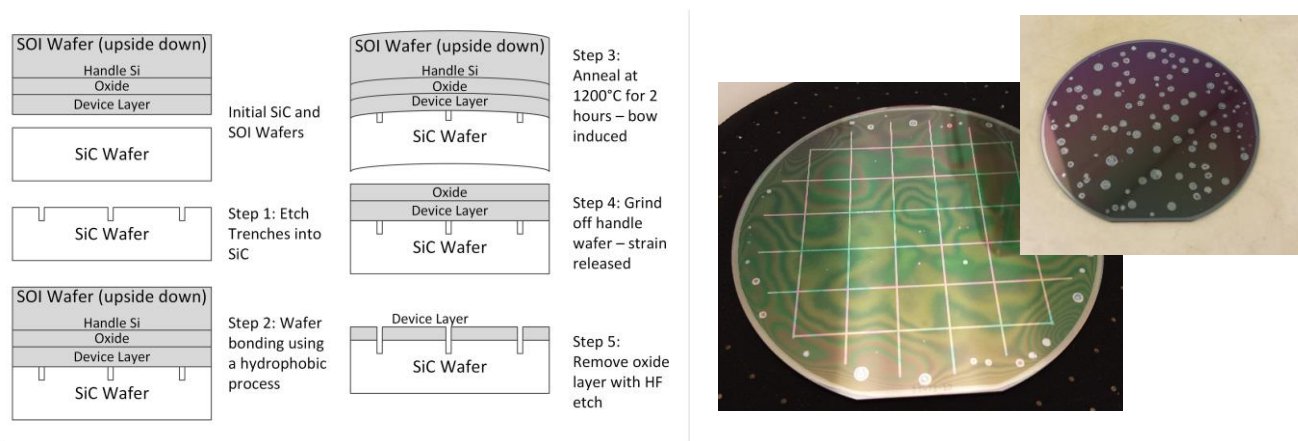 SOI Wafer (upside down)
Handle Si
Oxide
Device Layer
SiC Wafer
Initial SiC and
SOI Wafers
SiC Wafer
Step 1: Etch
Trenches into
SiC
SOI Wafer (upside down)
Handle Si
Oxide
Device Layer
SiC Wafer
Step 2: Wafer
bonding using
a hydrophobic
process
SOI Wafer (upside down)
Handle Si
Oxide
Device Layer
SiC Wafer
Step 3:
Anneal at
1200°C for 2
hours – bow
induced
Oxide
Device Layer
SiC Wafer
Step 4: Grind
off handle
wafer – strain
released
Device Layer
SiC Wafer
Step 5:
Remove oxide
layer with HF
etch